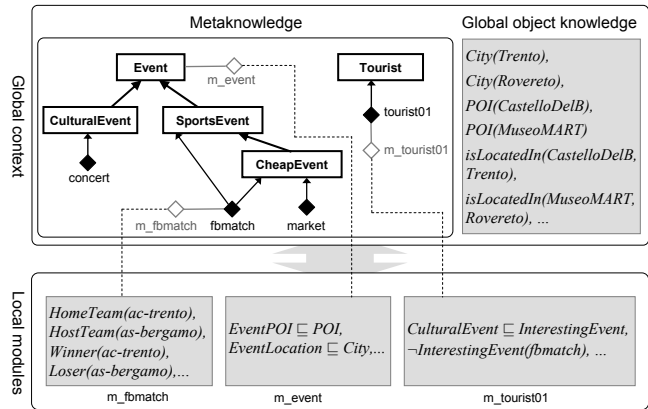 Metaknowledge
Global object knowledge
Global context
Event
m_event
Tourist
CulturalEvent
SportsEvent
tourist01
CheapEvent
m_tourist01
concert
m_fbmatch
fbmatch
market
City(Trento),
City(Rovereto),
POI(CastelloDelB),
POI(MuseoMART)
isLocatedIn(CastelloDelB,
Trento),
isLocatedIn(MuseoMART,
Rovereto), ...
Local modules
HomeTeam(ac-trento),
HostTeam(as-bergamo),
Winner(ac-trento),
Loser(as-bergamo),...
m_fbmatch
EventPOI ⊑ POI,
EventLocation ⊑ City,...
m_event
CulturalEvent ⊑ InterestingEvent,
¬InterestingEvent(fbmatch), ...
m_tourist01